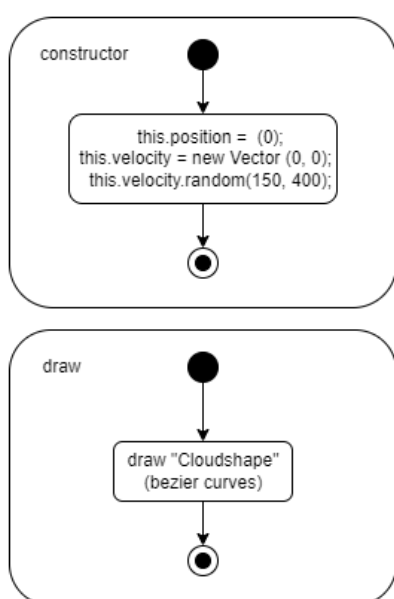 constructor
this.position = (0);
this.velocity = new Vector (0, 0);
this.velocity.random(150, 400);
draw
draw "Cloudshape"
(bezier curves)